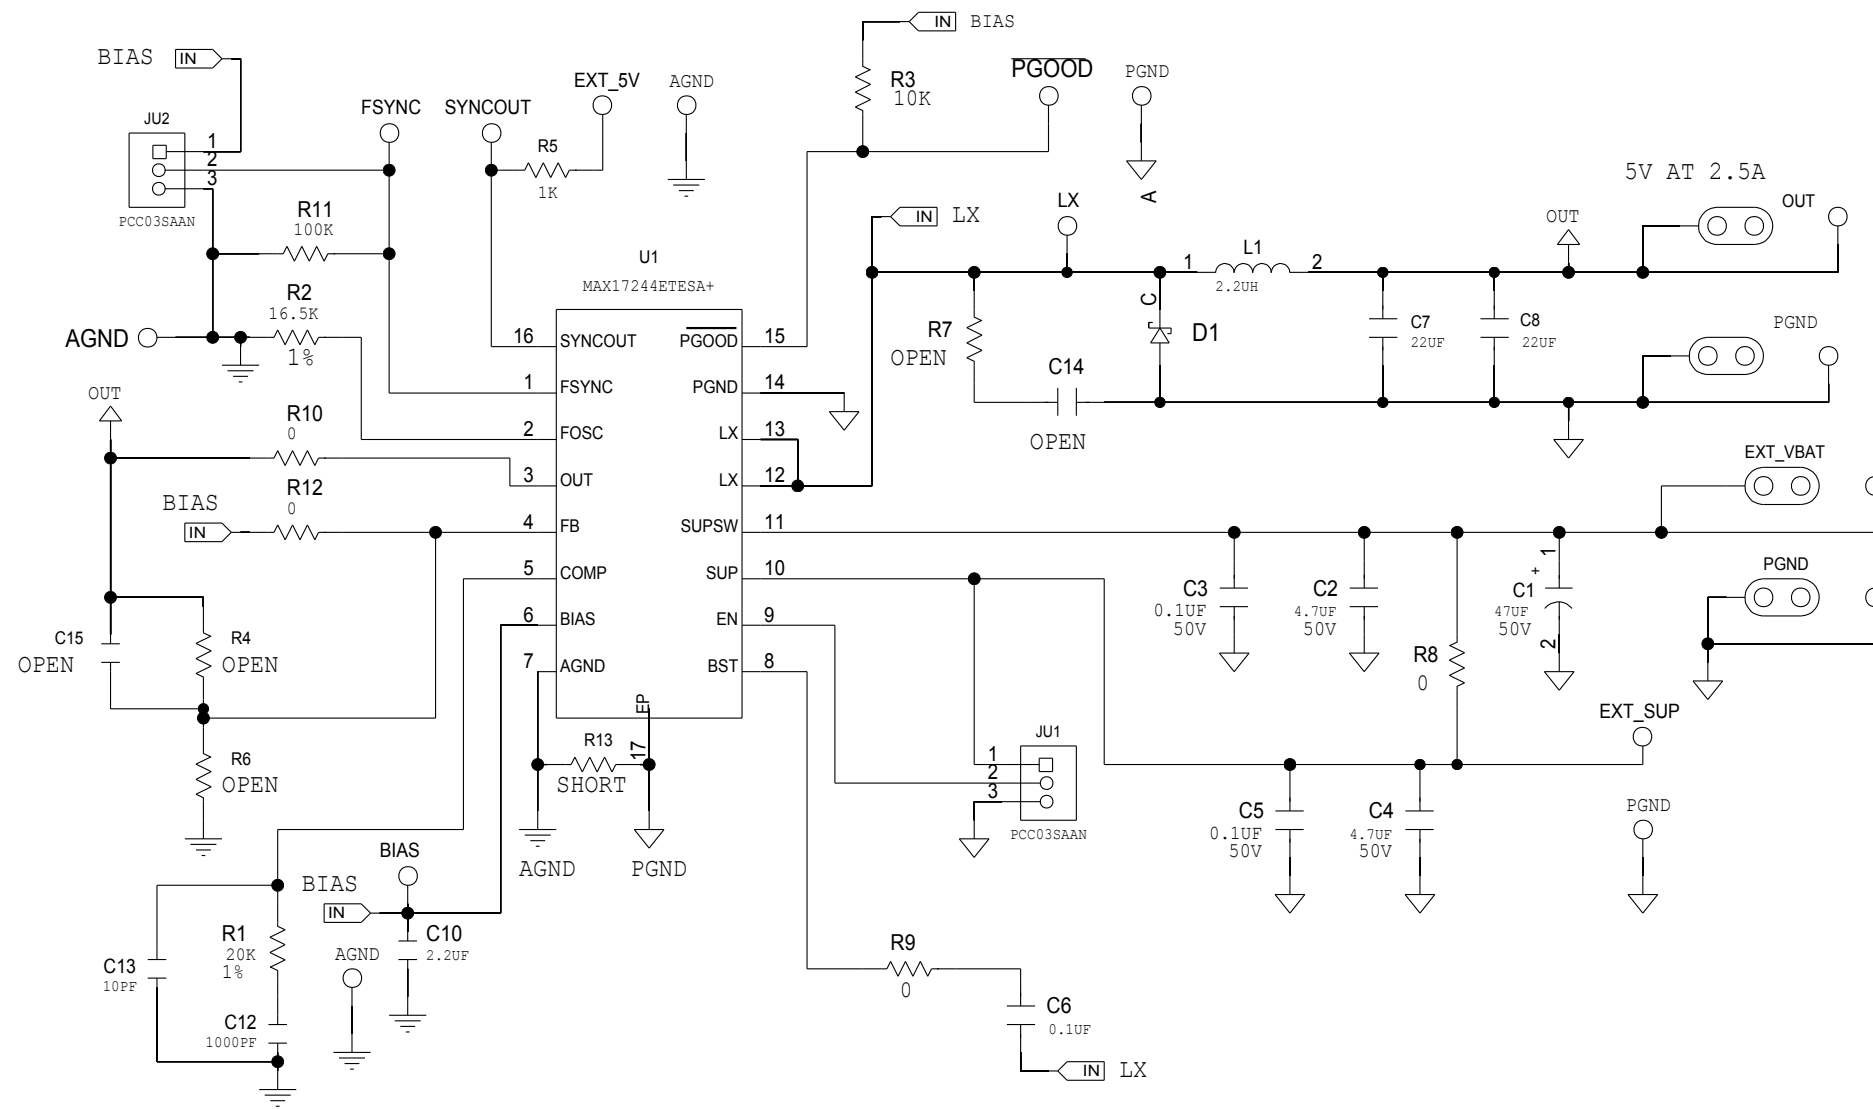 IN BIAS
BIAS IN
PGOOD
PGND
R3
10K
EXT_5V
AGND
FSYNC
SYNCOUT
JU2
1
2
3
PCC03SAAN
R5
1K
A
5V AT 2.5A
OUT
OUT
LX
IN LX
R11
100K
U1
MAX17244ETESA+
1
L1
2
2.2UH
R2
16.5K
1%
AGND
C
D1
R7
OPEN
C7
22UF
C8
22UF
PGND
C14
OPEN
16
SYNCOUT
PGOOD
15
1
FSYNC
PGND
14
2
FOSC
LX
13
3
OUT
LX
12
4
FB
SUPSW
11
5
COMP
SUP
10
6
BIAS
EN
9
7
AGND
BST
8
EP
17
OUT
R10
0
R12
0
BIAS
IN
EXT_VBAT
PGND
C3
0.1UF
50V
C2
4.7UF
50V
R8
0
1
+
C1
47UF
50V
2
C15
OPEN
R4
OPEN
R6
OPEN
R13
SHORT
AGND
PGND
JU1
1
2
3
PCC03SAAN
EXT_SUP
C5
0.1UF
50V
C4
4.7UF
50V
PGND
BIAS
BIAS
IN
R1
20K
1%
C10
2.2UF
AGND
C13
10PF
C12
1000PF
R9
0
C6
0.1UF
IN LX